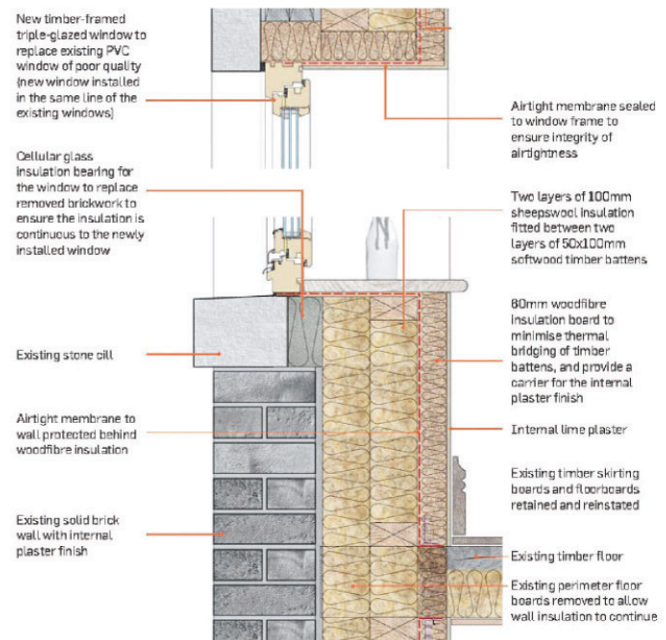 New timber-framed
triple-glazed window to
replace existing PVC
window of poor quality
(new window installed
in the same line of the
existing windows)
Cellular glass
insulation bearing for
the window to replace
removed brickwork to
ensure the insulation is
continuous to the newly
installed window
Existing stone cill
Airtight membrane to
wall protected behind
woodfibre insulation
Existing solid brick
wall with internal
plaster finish
Airtight membrane sealed
to window frame to
ensure integrity of
airtightness
Two layers of 100mm
sheepswool insulation
fitted between two
layers of 50x100mm
softwood timber battens
60mm woodfibre
insulation board to
minimise thermal
bridging of timber
battens, and provide a
carrier for the internal
plaster finish
Internal lime plaster
Existing timber skirting
boards and floorboards
retained and reinstated
Existing timber floor
Existing perimeter floor
boards removed to allow
wall insulation to continue